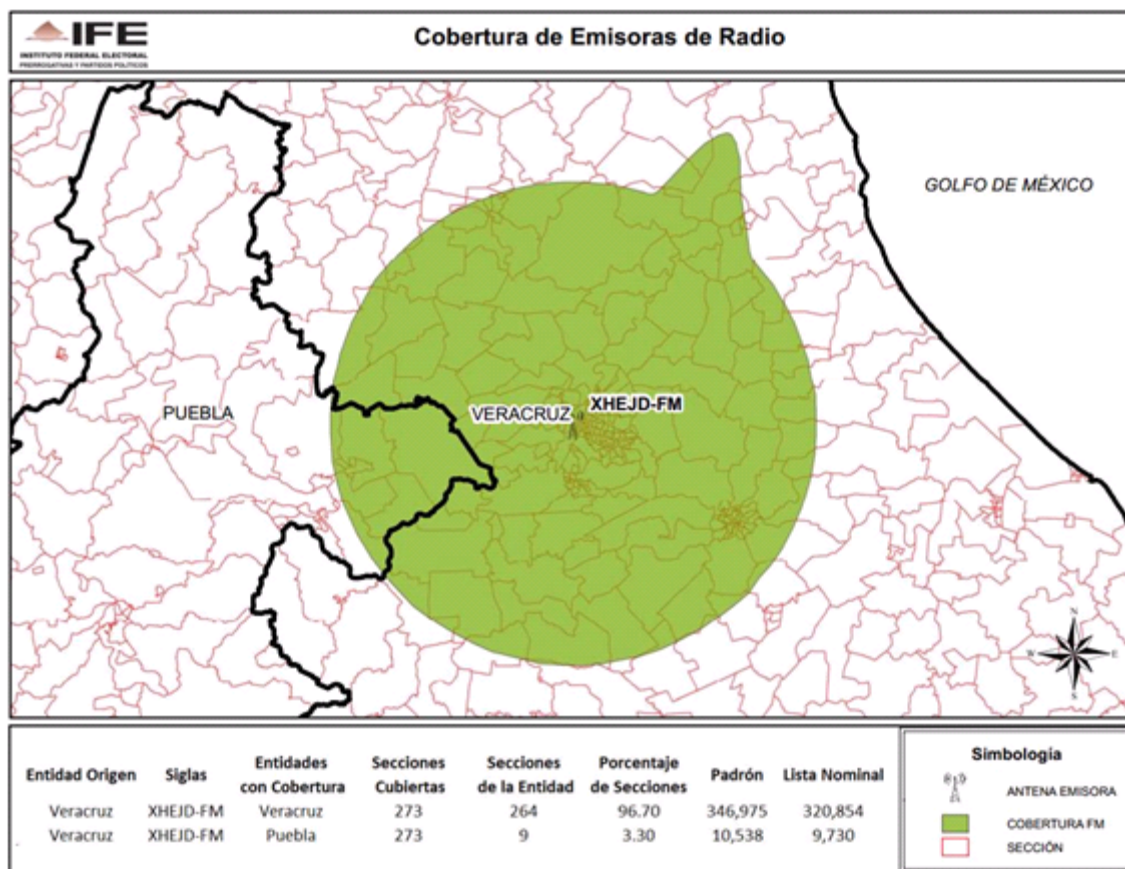 IFE
INSTITUTO FEDERAL ELECTORAL
PRERROGATIVAS Y PARTIDOS POLÍTICOS
Cobertura de Emisoras de Radio
GOLFO DE MÉXICO
PUEBLA
VERACRUZ
XHEJD-FM
N
W E
S
Entidad Origen Siglas Entidades con Cobertura Secciones Cubiertas Secciones de la Entidad Porcentaje de Secciones Padrón Lista Nominal
Veracruz XHEJD-FM Veracruz 273 264 96.70 346,975 320,854
Veracruz XHEJD-FM Puebla 273 9 3.30 10,538 9,730
Simbología
ANTENA EMISORA
COBERTURA FM
SECCIÓN